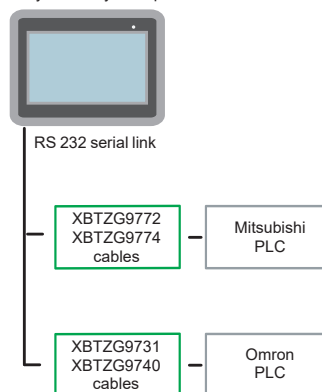 RS 232 serial link
XBTZG9772
XBTZG9774
cables
Mitsubishi
PLC
XBTZG9731
XBTZG9740
cables
Omron
PLC